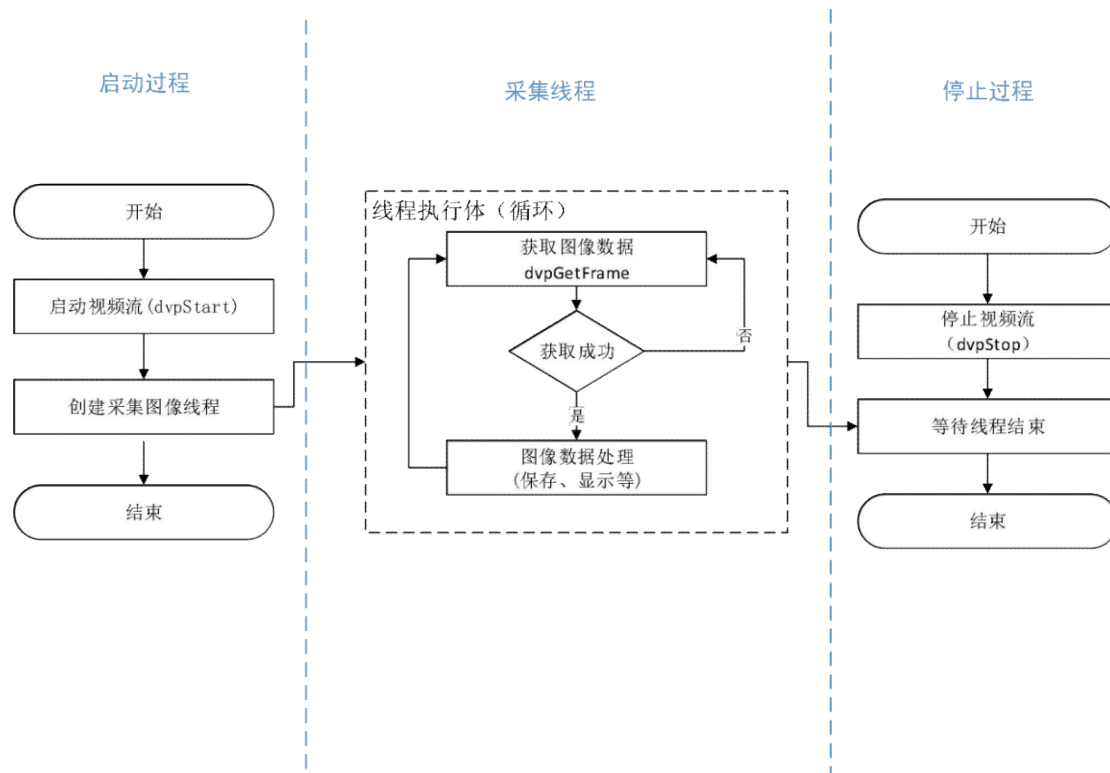 启动过程
开始
启动视频流(dvpStart)
创建采集图像线程
结束
采集线程
线程执行体（循环）
获取图像数据
dvpGetFrame
获取成功
否
是
图像数据处理
(保存、显示等)
停止过程
开始
停止视频流
（dvpStop）
等待线程结束
结束